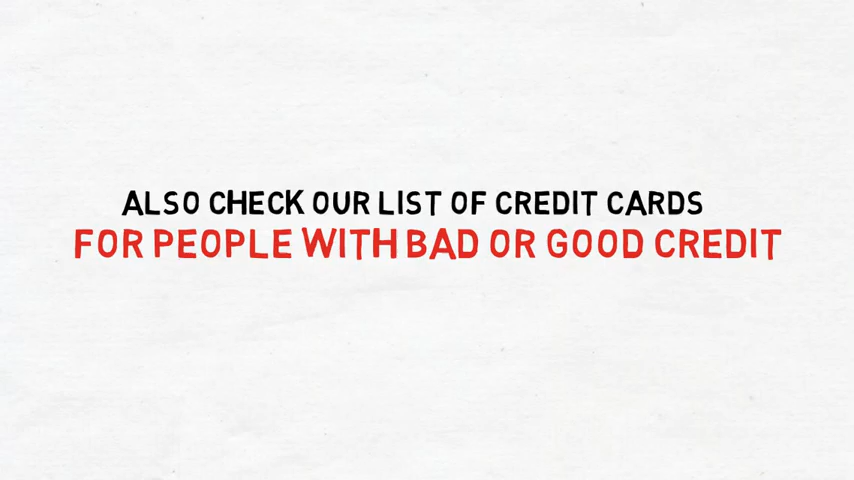 ALSO CHECK OUR LIST OF CREDIT CARDS
FOR PEOPLE WITH BAD OR GOOD CREDIT